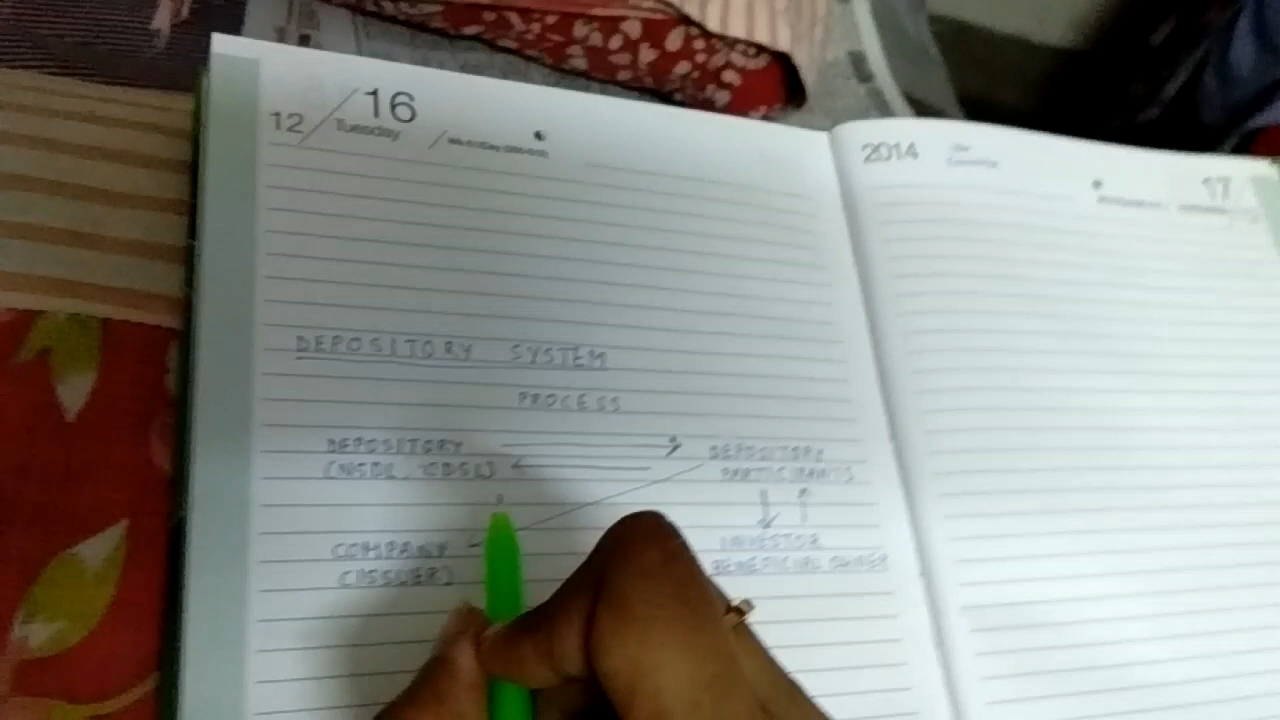 12 / 16
Tuesday
2014
17
DEPOSITORY SYSTEM
PROCESS
DEPOSITORY
(NSDL, CDSL)
DEPOSITORY
PARTICIPANTS
COMPANY
(ISSUER)
INVESTOR
BENEFICIAL OWNER